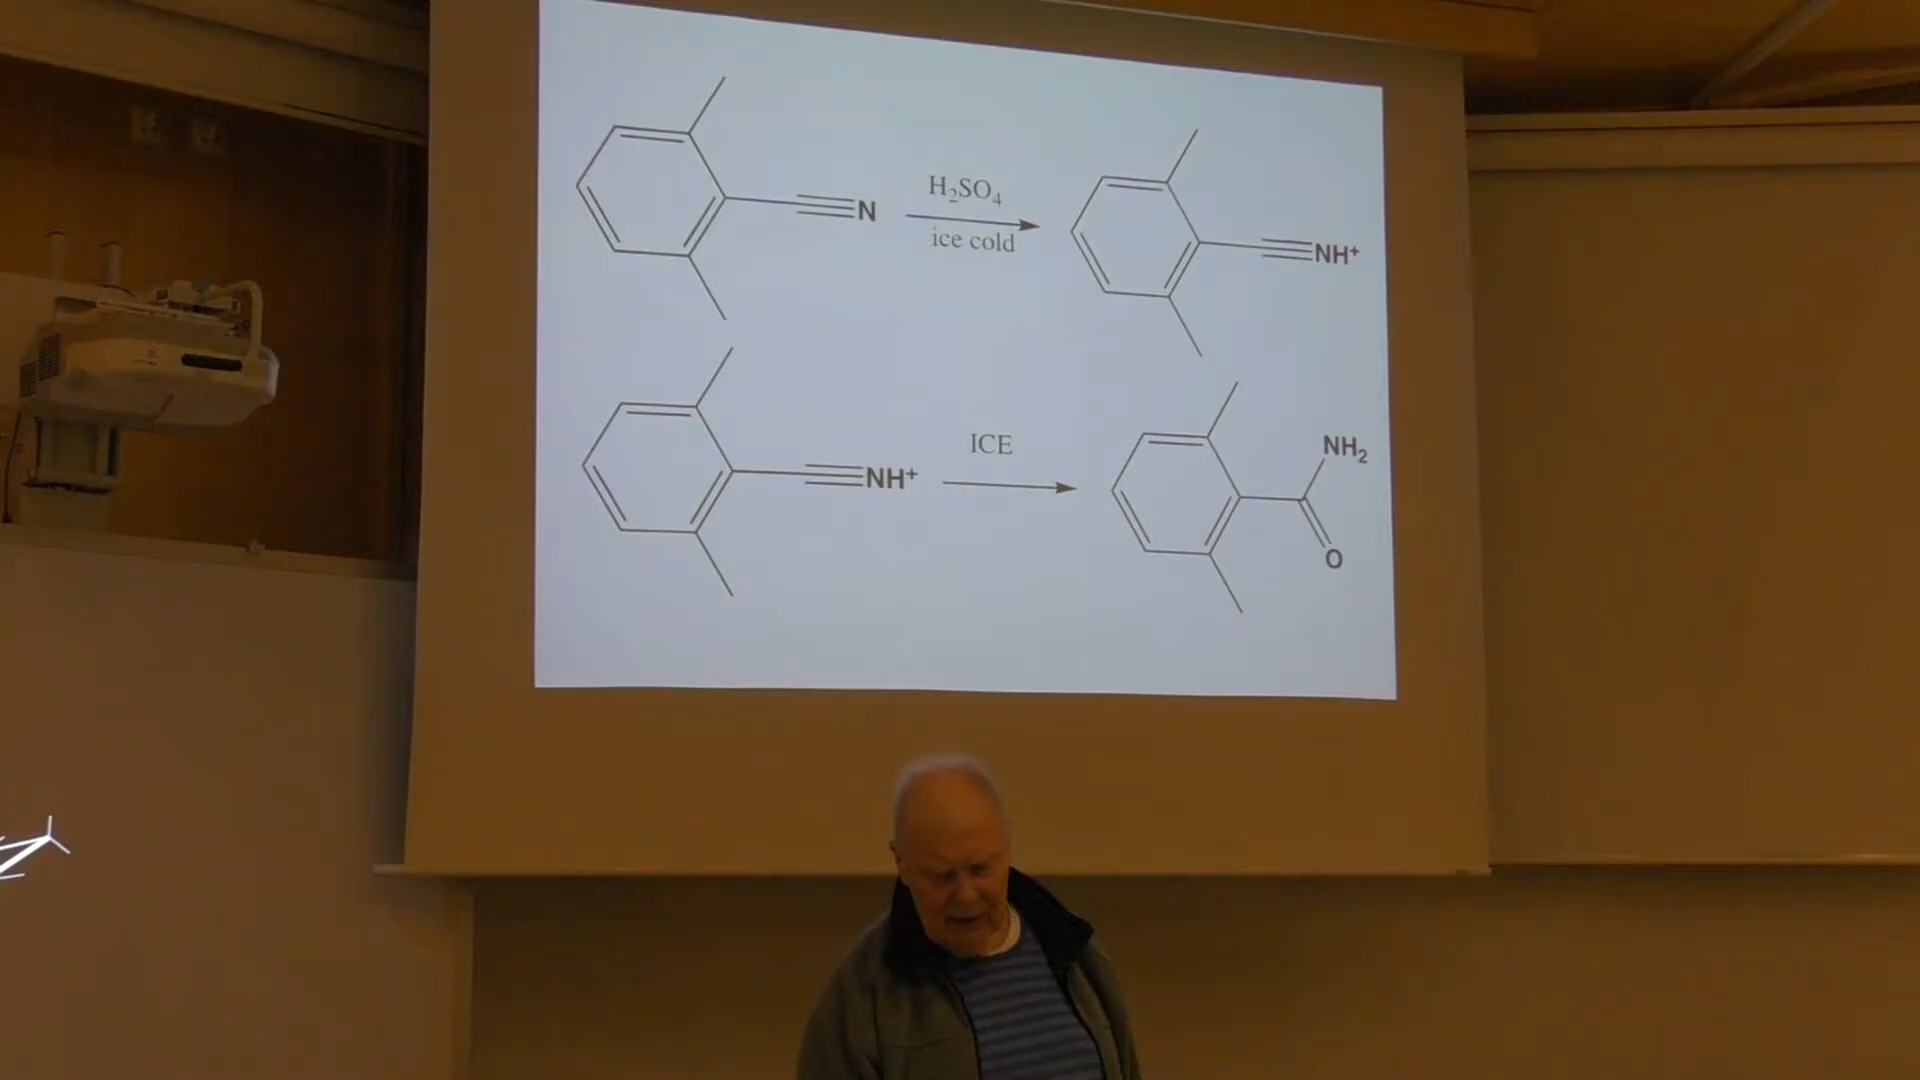 N
H₂SO₄
ice cold
NH⁺
NH⁺
ICE
NH₂
O